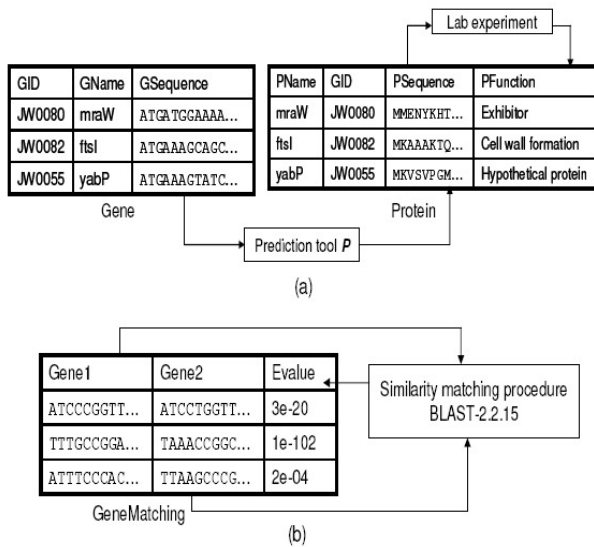 Lab experiment
GID GName GSequence
JW0080 mraW ATGATGGAAAA...
JW0082 ftsI ATGAAAGCAGC...
JW0055 yabP ATGAAAGTATC...
Gene
PName GID PSequence PFunction
mraW JW0080 MMENYKHT... Exhibitor
ftsI JW0082 MKAAAKTQ... Cell wall formation
yabP JW0055 MKVSVPGM... Hypothetical protein
Protein
Prediction tool P
(a)
Gene1 Gene2 Evalue
ATCCCGGTT... ATCCTGGTT... 3e-20
TTTGCCGGA... TAAACCGGC... 1e-102
ATTTCCCAC... TTAAGCCCG... 2e-04
GeneMatching
Similarity matching procedure
BLAST-2.2.15
(b)